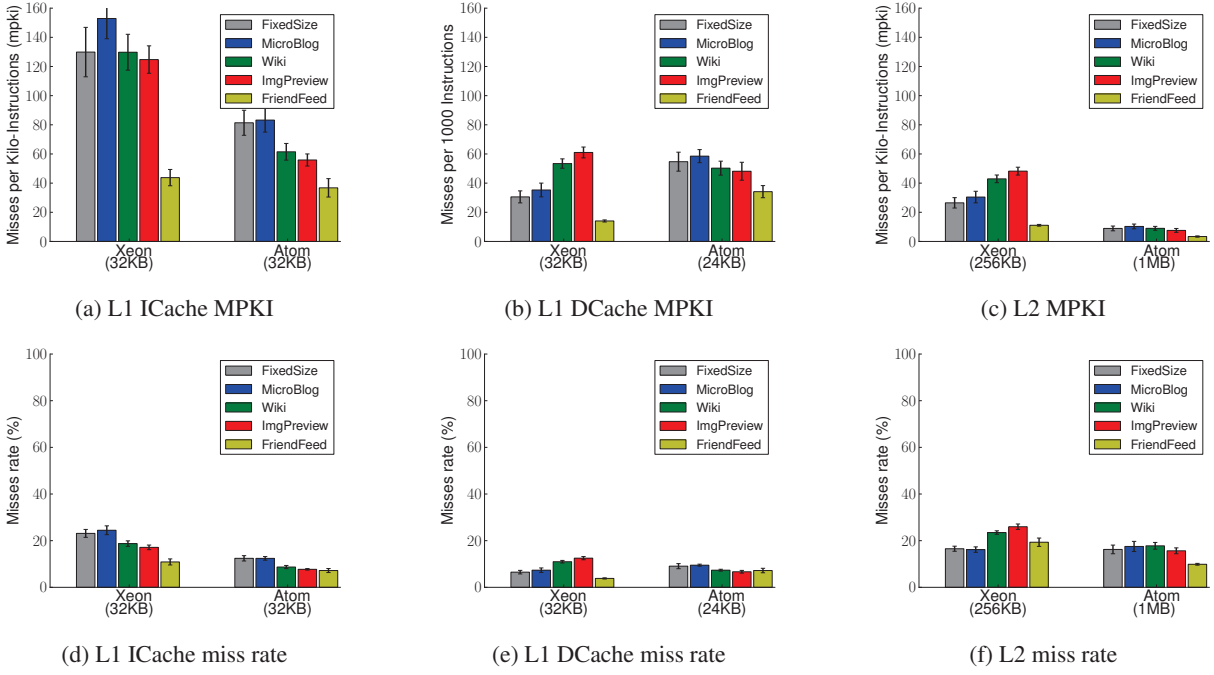 Misses per Kilo-Instructions (mpki)
160
140
120
100
80
60
40
20
0
FixedSize
MicroBlog
Wiki
ImgPreview
FriendFeed
Xeon
(32KB)
Atom
(32KB)
(a) L1 ICache MPKI
Misses per 1000 Instructions
160
140
120
100
80
60
40
20
0
FixedSize
MicroBlog
Wiki
ImgPreview
FriendFeed
Xeon
(32KB)
Atom
(24KB)
(b) L1 DCache MPKI
Misses per Kilo-Instructions (mpki)
160
140
120
100
80
60
40
20
0
FixedSize
MicroBlog
Wiki
ImgPreview
FriendFeed
Xeon
(256KB)
Atom
(1MB)
(c) L2 MPKI
Misses rate (%)
100
80
60
40
20
0
FixedSize
MicroBlog
Wiki
ImgPreview
FriendFeed
Xeon
(32KB)
Atom
(32KB)
(d) L1 ICache miss rate
Misses rate (%)
100
80
60
40
20
0
FixedSize
MicroBlog
Wiki
ImgPreview
FriendFeed
Xeon
(32KB)
Atom
(24KB)
(e) L1 DCache miss rate
Misses rate (%)
100
80
60
40
20
0
FixedSize
MicroBlog
Wiki
ImgPreview
FriendFeed
Xeon
(256KB)
Atom
(1MB)
(f) L2 miss rate